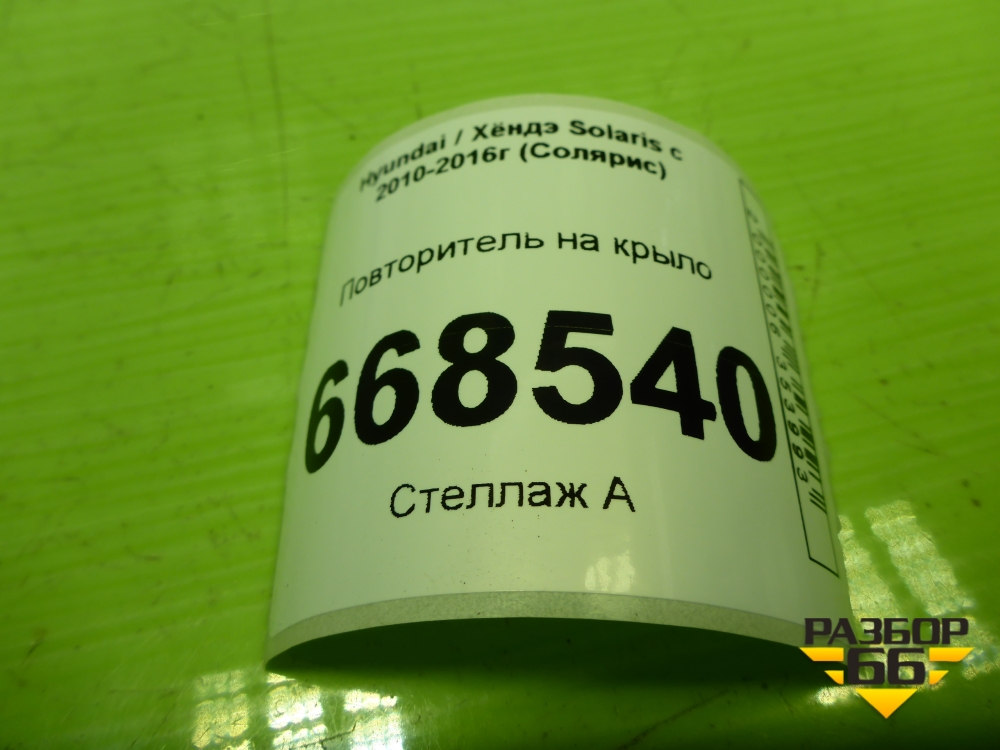 Hyundai / Хёндэ Solaris с
2010-2016г (Солярис)
Повторитель на крыло
668540
Стеллаж А
РАЗБОР
66